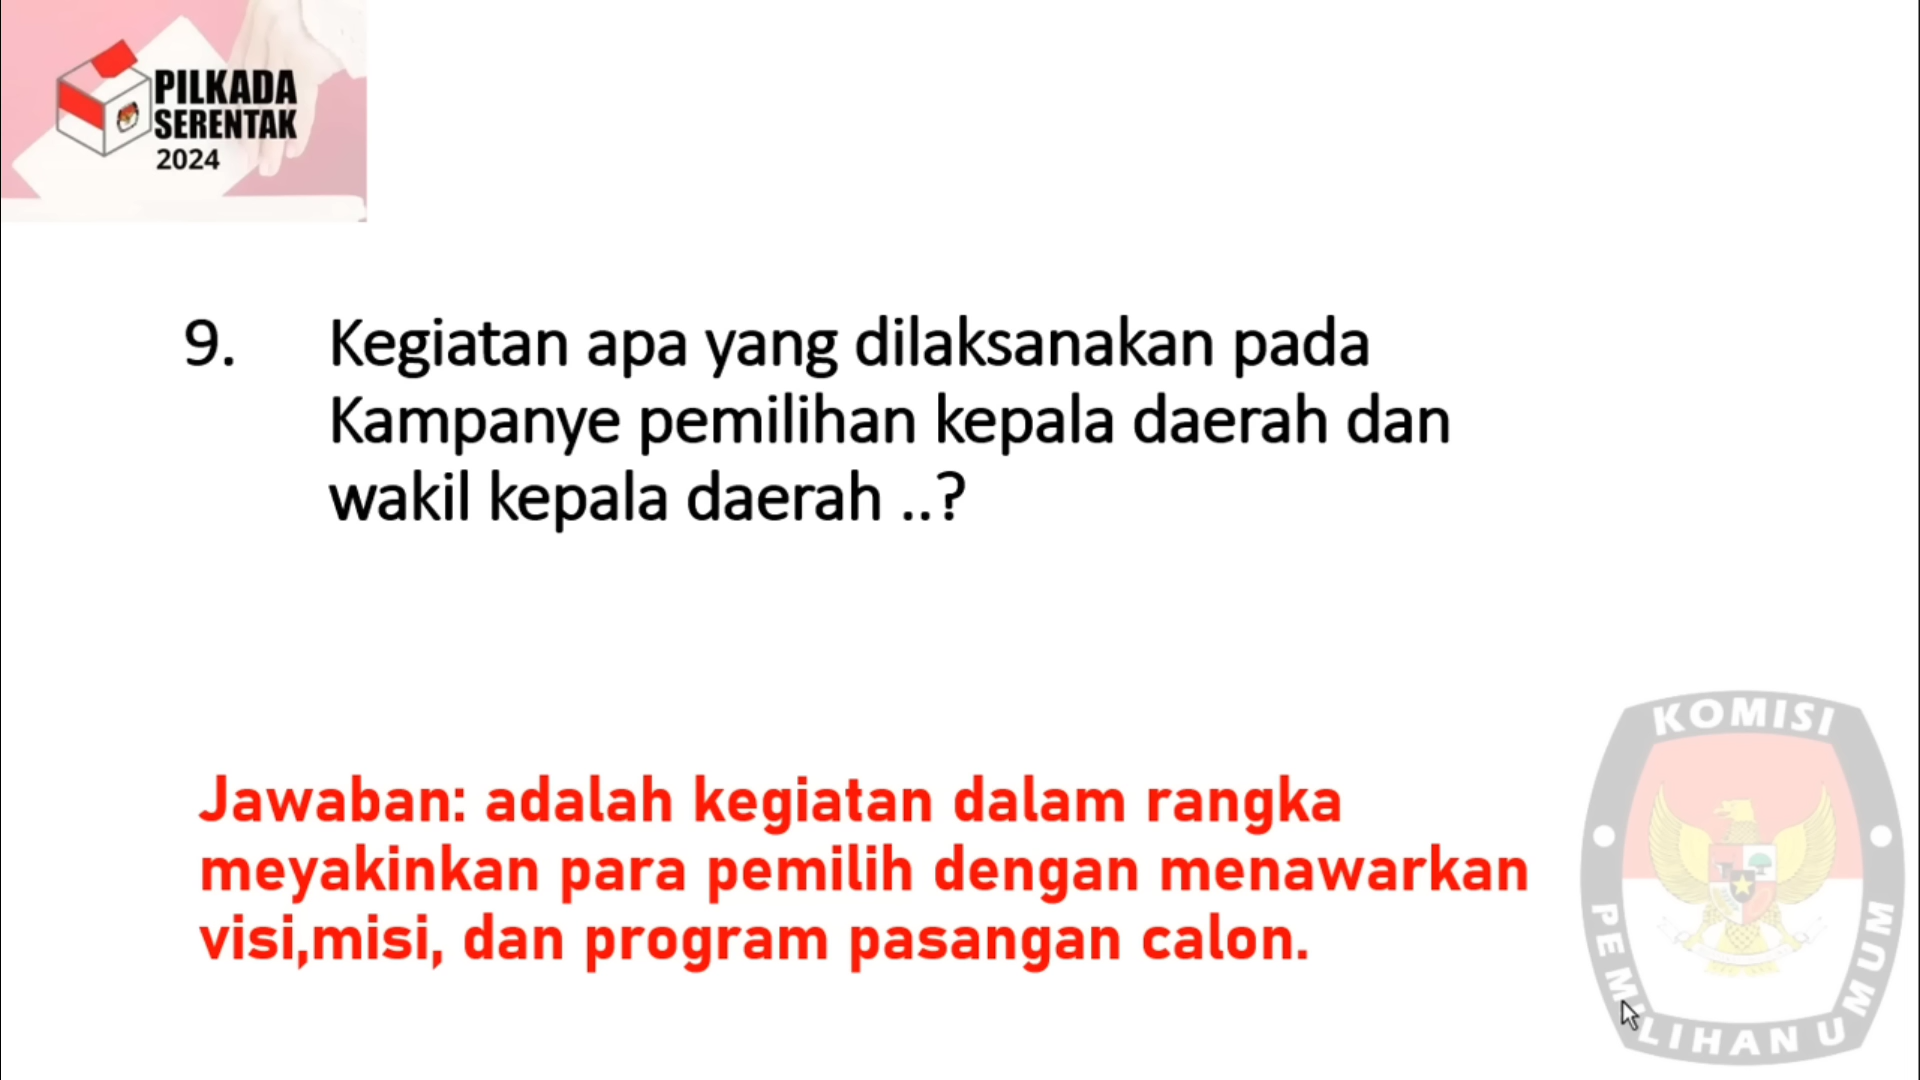 PILKADA
SERENTAK
2024
9. Kegiatan apa yang dilaksanakan pada
Kampanye pemilihan kepala daerah dan
wakil kepala daerah ..?
Jawaban: adalah kegiatan dalam rangka
meyakinkan para pemilih dengan menawarkan
visi,misi, dan program pasangan calon.
KOMISI
PEMILIHAN UMUM